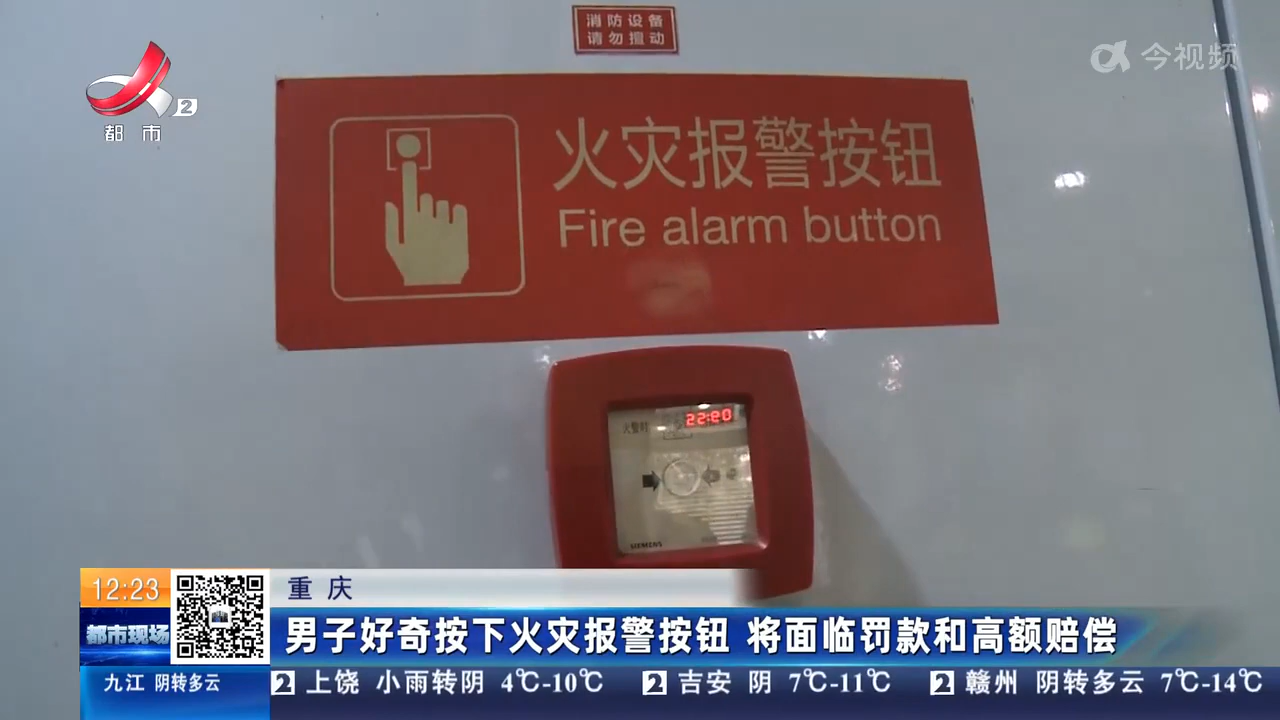 消防设备
请勿擅动
今视频
2
都市
火灾报警按钮
Fire alarm button
火警时
SIEMENS
12:23
都市现场
重庆
男子好奇按下火灾报警按钮 将面临罚款和高额赔偿
九江 阴转多云
2 上饶 小雨转阴 4℃-10℃ 2 吉安 阴 7℃-11℃ 2 赣州 阴转多云 7℃-14℃